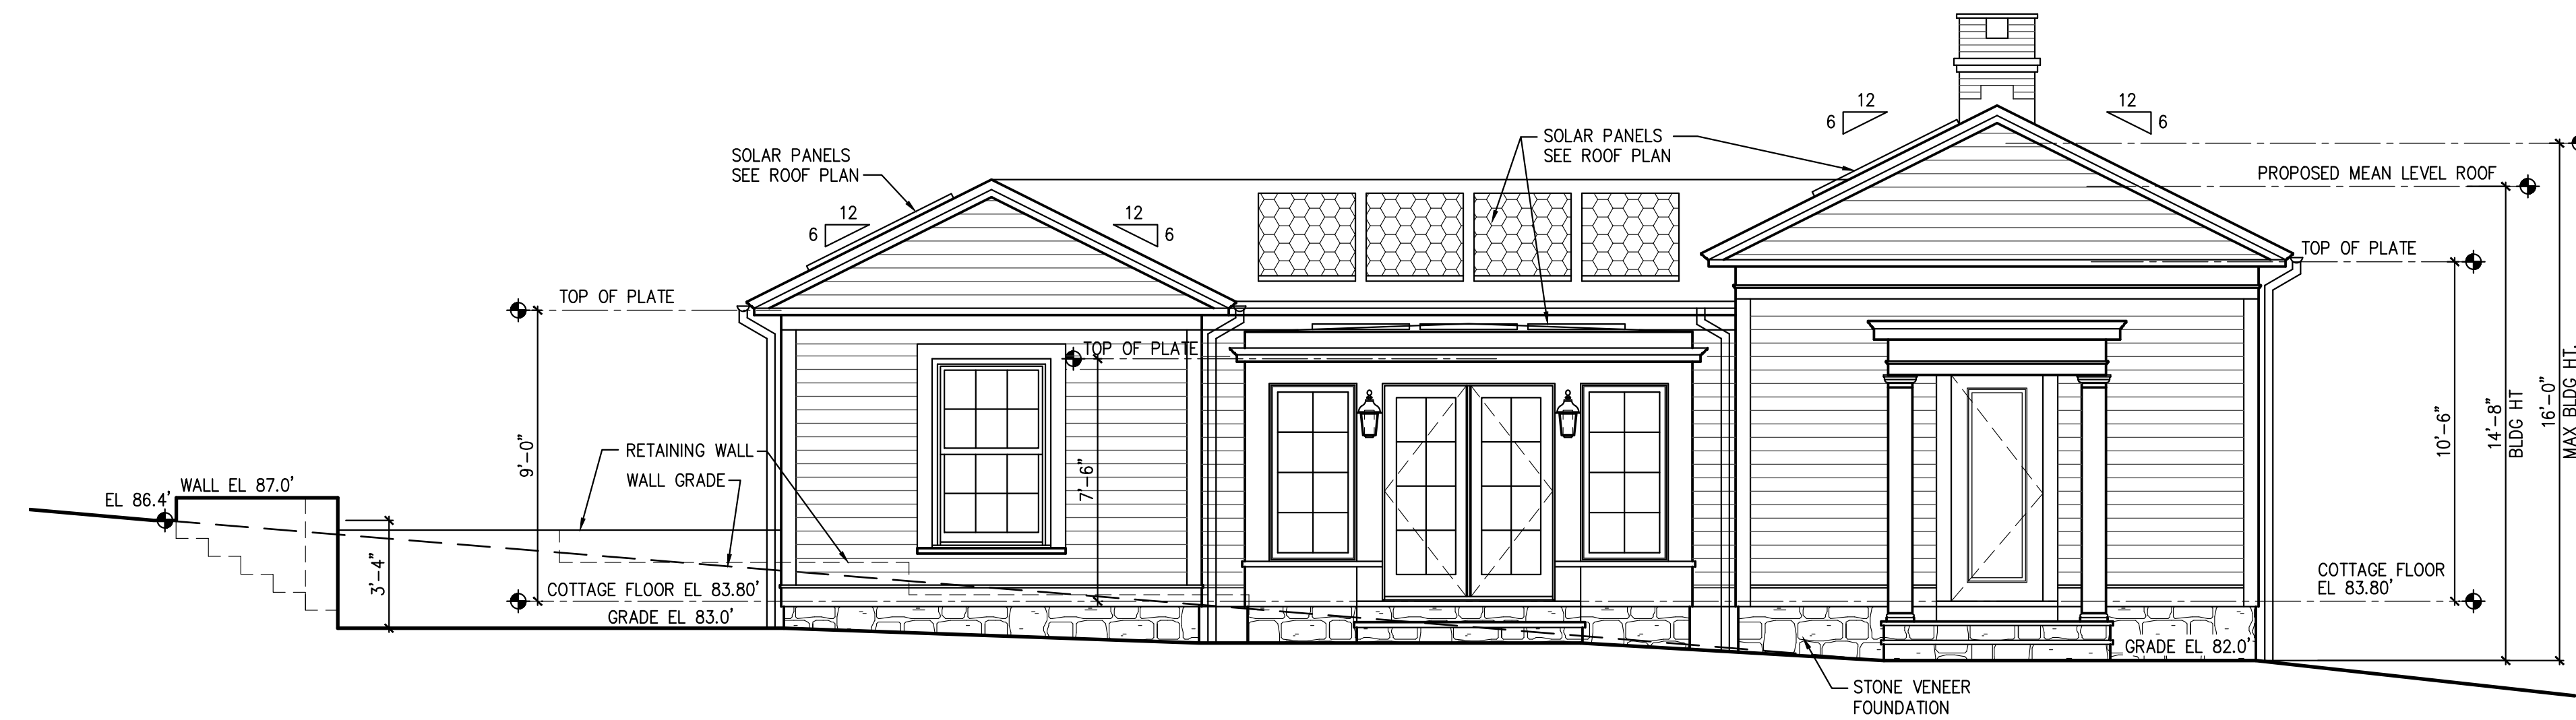 12
6
12
6
SOLAR PANELS
SEE ROOF PLAN
SOLAR PANELS
SEE ROOF PLAN
PROPOSED MEAN LEVEL ROOF
12
6
12
6
TOP OF PLATE
TOP OF PLATE
TOP OF PLATE
9'-0"
7'-6"
10'-6"
14'-8"
BLDG HT
16'-0"
MAX BLDG HT.
RETAINING WALL
WALL GRADE
EL 86.4'
WALL EL 87.0'
3'-4"
COTTAGE FLOOR EL 83.80'
GRADE EL 83.0'
COTTAGE FLOOR
EL 83.80'
GRADE EL 82.0'
STONE VENEER
FOUNDATION